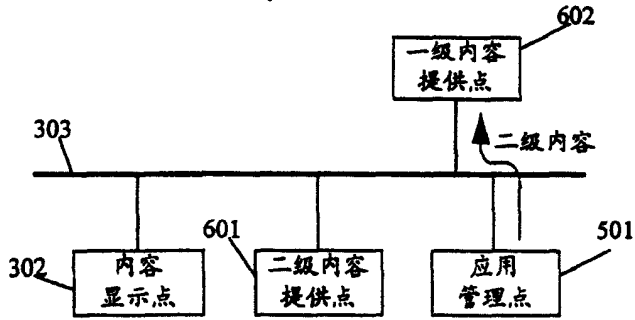 602
一级内容
提供点
303
二级内容
302
内容
显示点
601
二级内容
提供点
应用
管理点
501